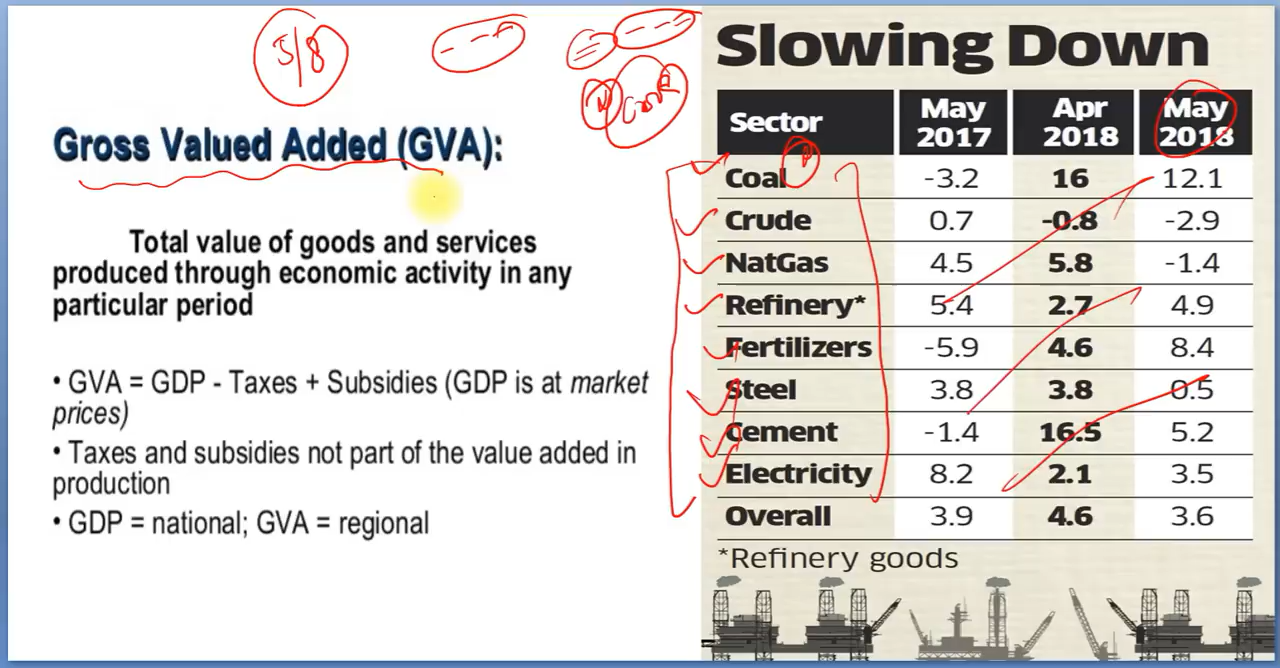 5/8
Gross Valued Added (GVA):
Total value of goods and services
produced through economic activity in any
particular period
• GVA = GDP - Taxes + Subsidies (GDP is at market
prices)
• Taxes and subsidies not part of the value added in
production
• GDP = national; GVA = regional
Slowing Down
Sector May 2017 Apr 2018 May 2018
Coal -3.2 16 12.1
Crude 0.7 -0.8 -2.9
NatGas 4.5 5.8 -1.4
Refinery* 5.4 2.7 4.9
Fertilizers -5.9 4.6 8.4
Steel 3.8 3.8 0.5
Cement -1.4 16.5 5.2
Electricity 8.2 2.1 3.5
Overall 3.9 4.6 3.6
*Refinery goods